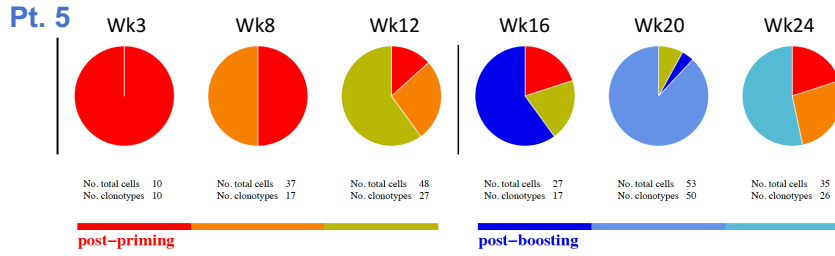 Pt. 5
Wk3 Wk8 Wk12 Wk16 Wk20 Wk24
No. total cells 10 No. total cells 37 No. total cells 48 No. total cells 27 No. total cells 53 No. total cells 35
No. clonotypes 10 No. clonotypes 17 No. clonotypes 27 No. clonotypes 17 No. clonotypes 50 No. clonotypes 26
post−priming post−boosting